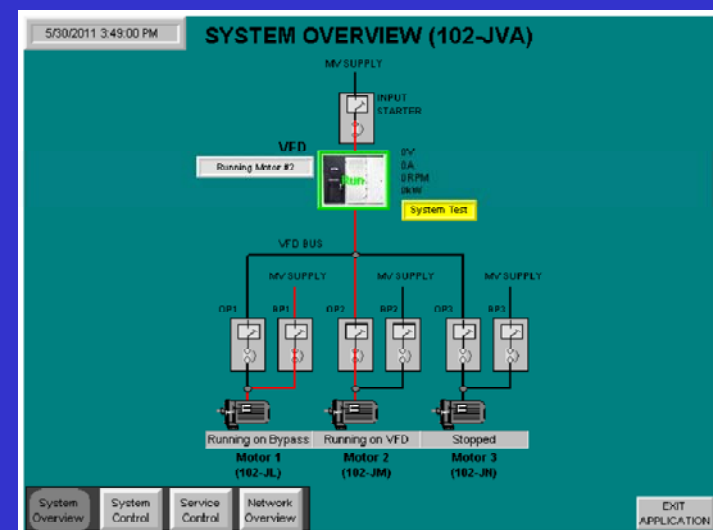 5/30/2011 3:49:00 PM
SYSTEM OVERVIEW (102-JVA)
MV SUPPLY
INPUT
STARTER
VFD
Running Motor #2
Run
0V
0A
0RPM
0kW
System Test
VFD BUS
MV SUPPLY MV SUPPLY MV SUPPLY
OP1 BP1 OP2 BP2 OP3 BP3
Running on Bypass Running on VFD Stopped
Motor 1 Motor 2 Motor 3
(102-JL) (102-JM) (102-JN)
System Overview
System Control
Service Control
Network Overview
EXIT
APPLICATION